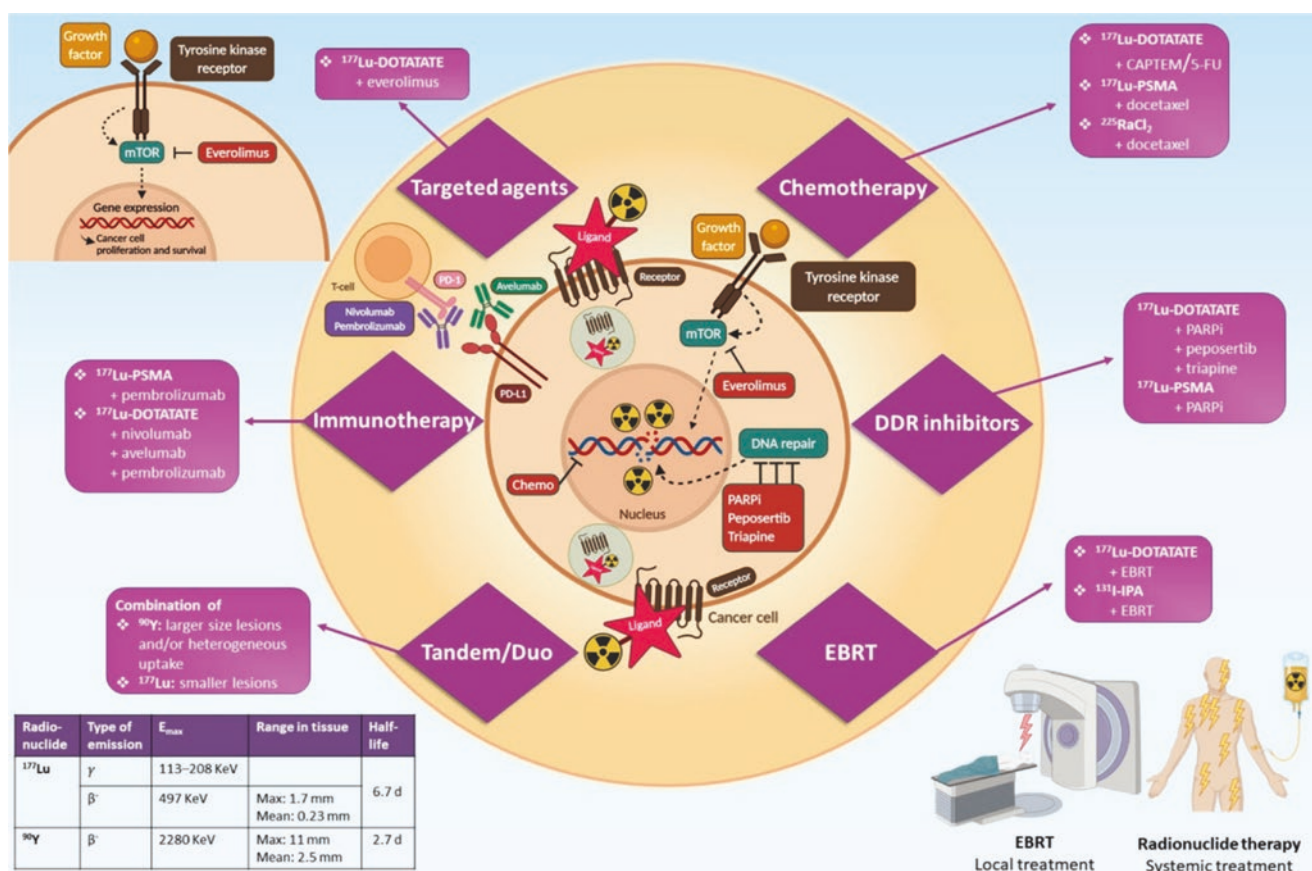 Growth
factor
Tyrosine kinase
receptor
mTOR
Everolimus
Gene expression
Cancer cell
proliferation and survival
❖ ¹⁷⁷Lu-DOTATATE
+ everolimus
❖ ¹⁷⁷Lu-DOTATATE
+ CAPTEM/5-FU
❖ ¹⁷⁷Lu-PSMA
+ docetaxel
❖ ²²⁵RaCl₂
+ docetaxel
Targeted agents
Chemotherapy
Ligand
Receptor
Growth
factor
Tyrosine kinase
receptor
T-cell
PD-1
Avelumab
Nivolumab
Pembrolizumab
PD-L1
mTOR
Everolimus
¹⁷⁷Lu-DOTATATE
+ PARPi
+ peposertib
+ triapine
¹⁷⁷Lu-PSMA
+ PARPi
❖ ¹⁷⁷Lu-PSMA
+ pembrolizumab
❖ ¹⁷⁷Lu-DOTATATE
+ nivolumab
+ avelumab
+ pembrolizumab
Immunotherapy
DDR inhibitors
DNA repair
Chemo
Nucleus
PARPi
Peposertib
Triapine
❖ ¹⁷⁷Lu-DOTATATE
+ EBRT
❖ ¹³¹I-IPA
+ EBRT
Combination of
❖ ⁹⁰Y: larger size lesions
and/or heterogeneous
uptake
❖ ¹⁷⁷Lu: smaller lesions
Receptor
Ligand
Cancer cell
Tandem/Duo
EBRT
Radio-
nuclide
Type of
emission
Eₘₐₓ
Range in tissue
Half-
life
¹⁷⁷Lu
γ
113–208 KeV
6.7 d
β⁻
497 KeV
Max: 1.7 mm
Mean: 0.23 mm
⁹⁰Y
β⁻
2280 KeV
Max: 11 mm
Mean: 2.5 mm
2.7 d
EBRT
Local treatment
Radionuclide therapy
Systemic treatment